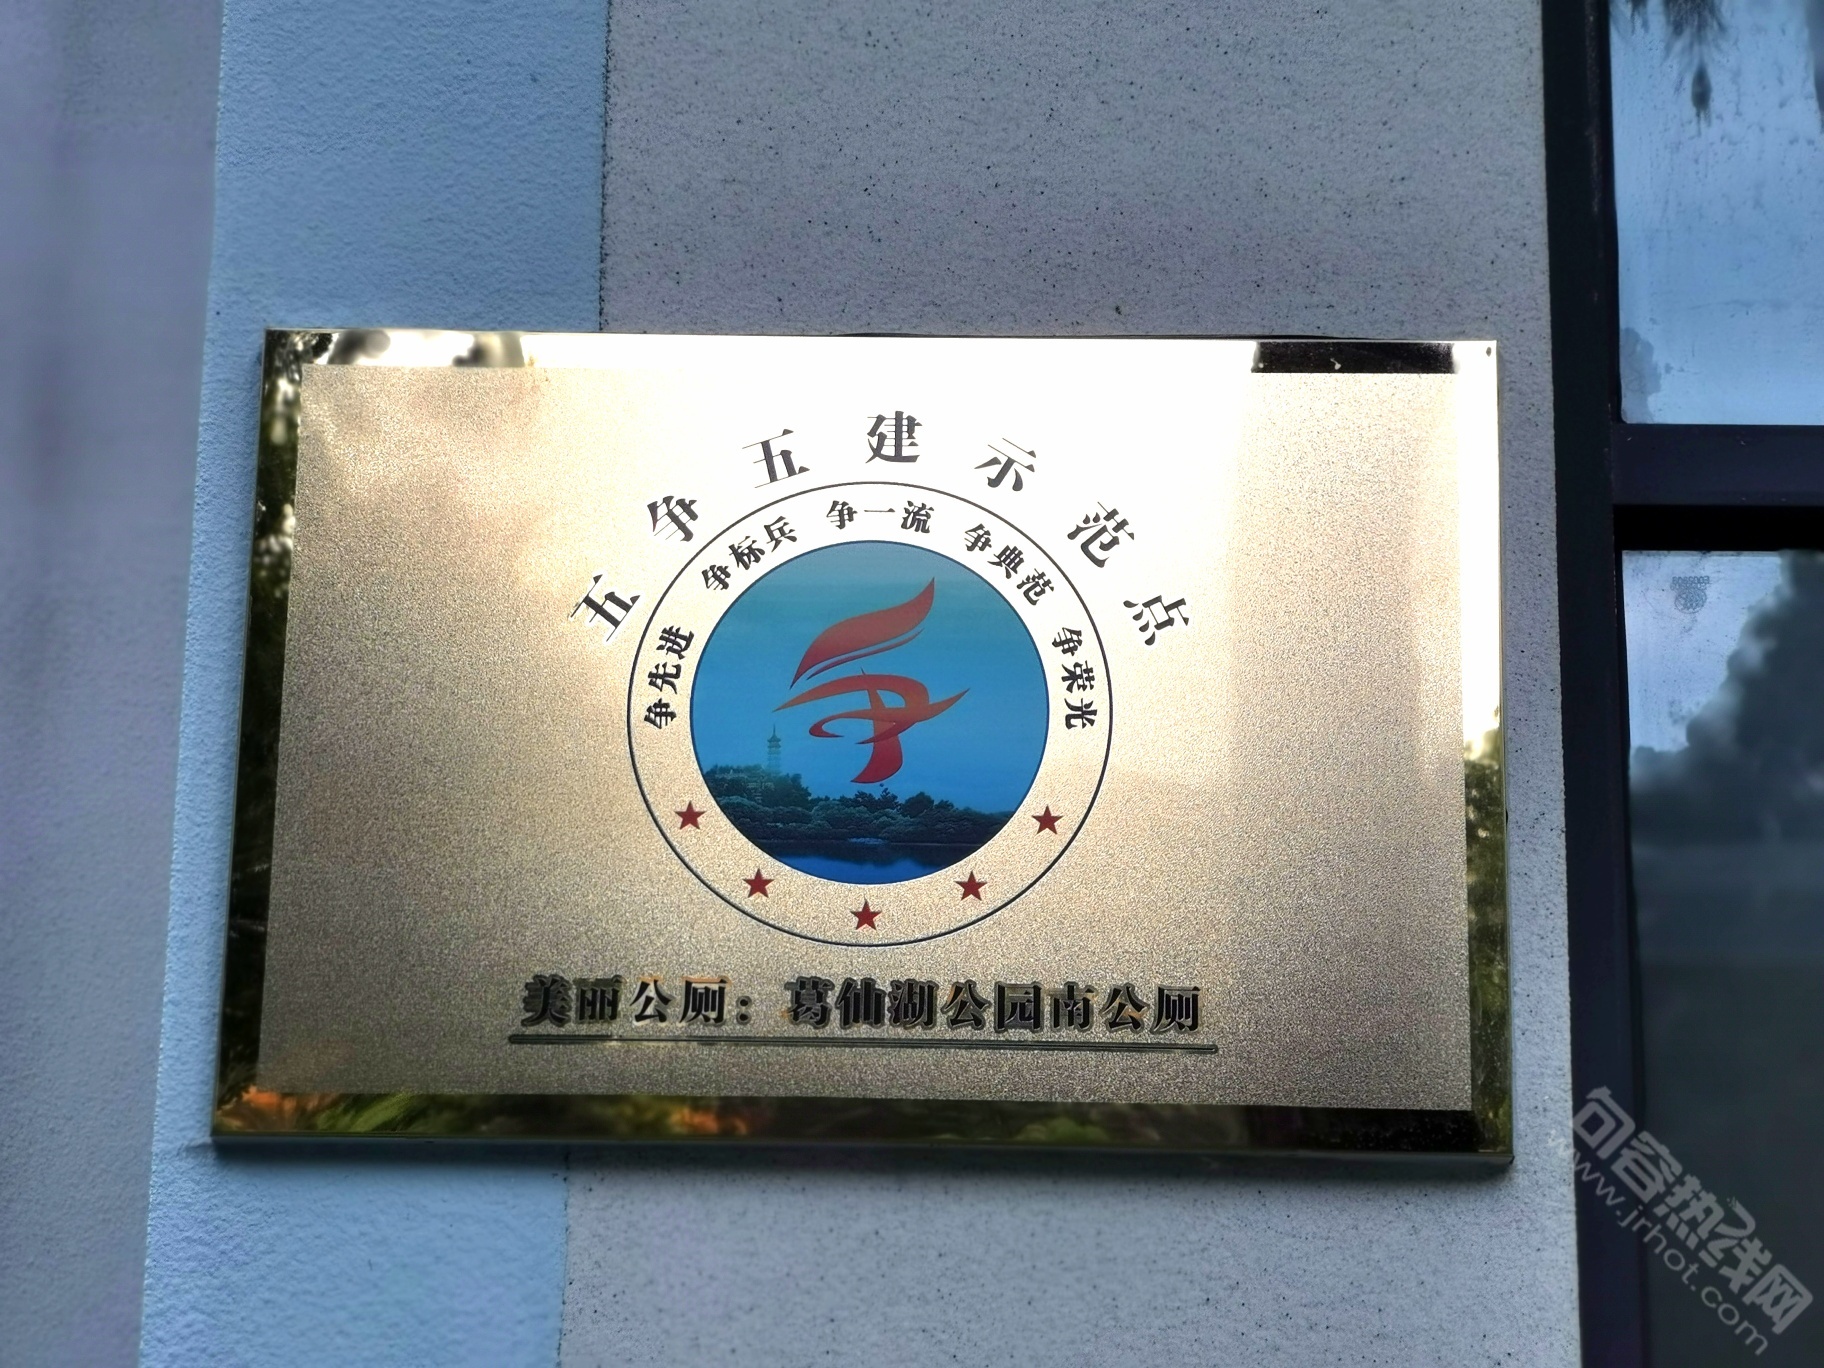 五争五建示范点
争先进 争标兵 争一流 争典范 争荣光
美丽公厕：葛仙湖公园南公厕
句容热线网
www.jrhot.com